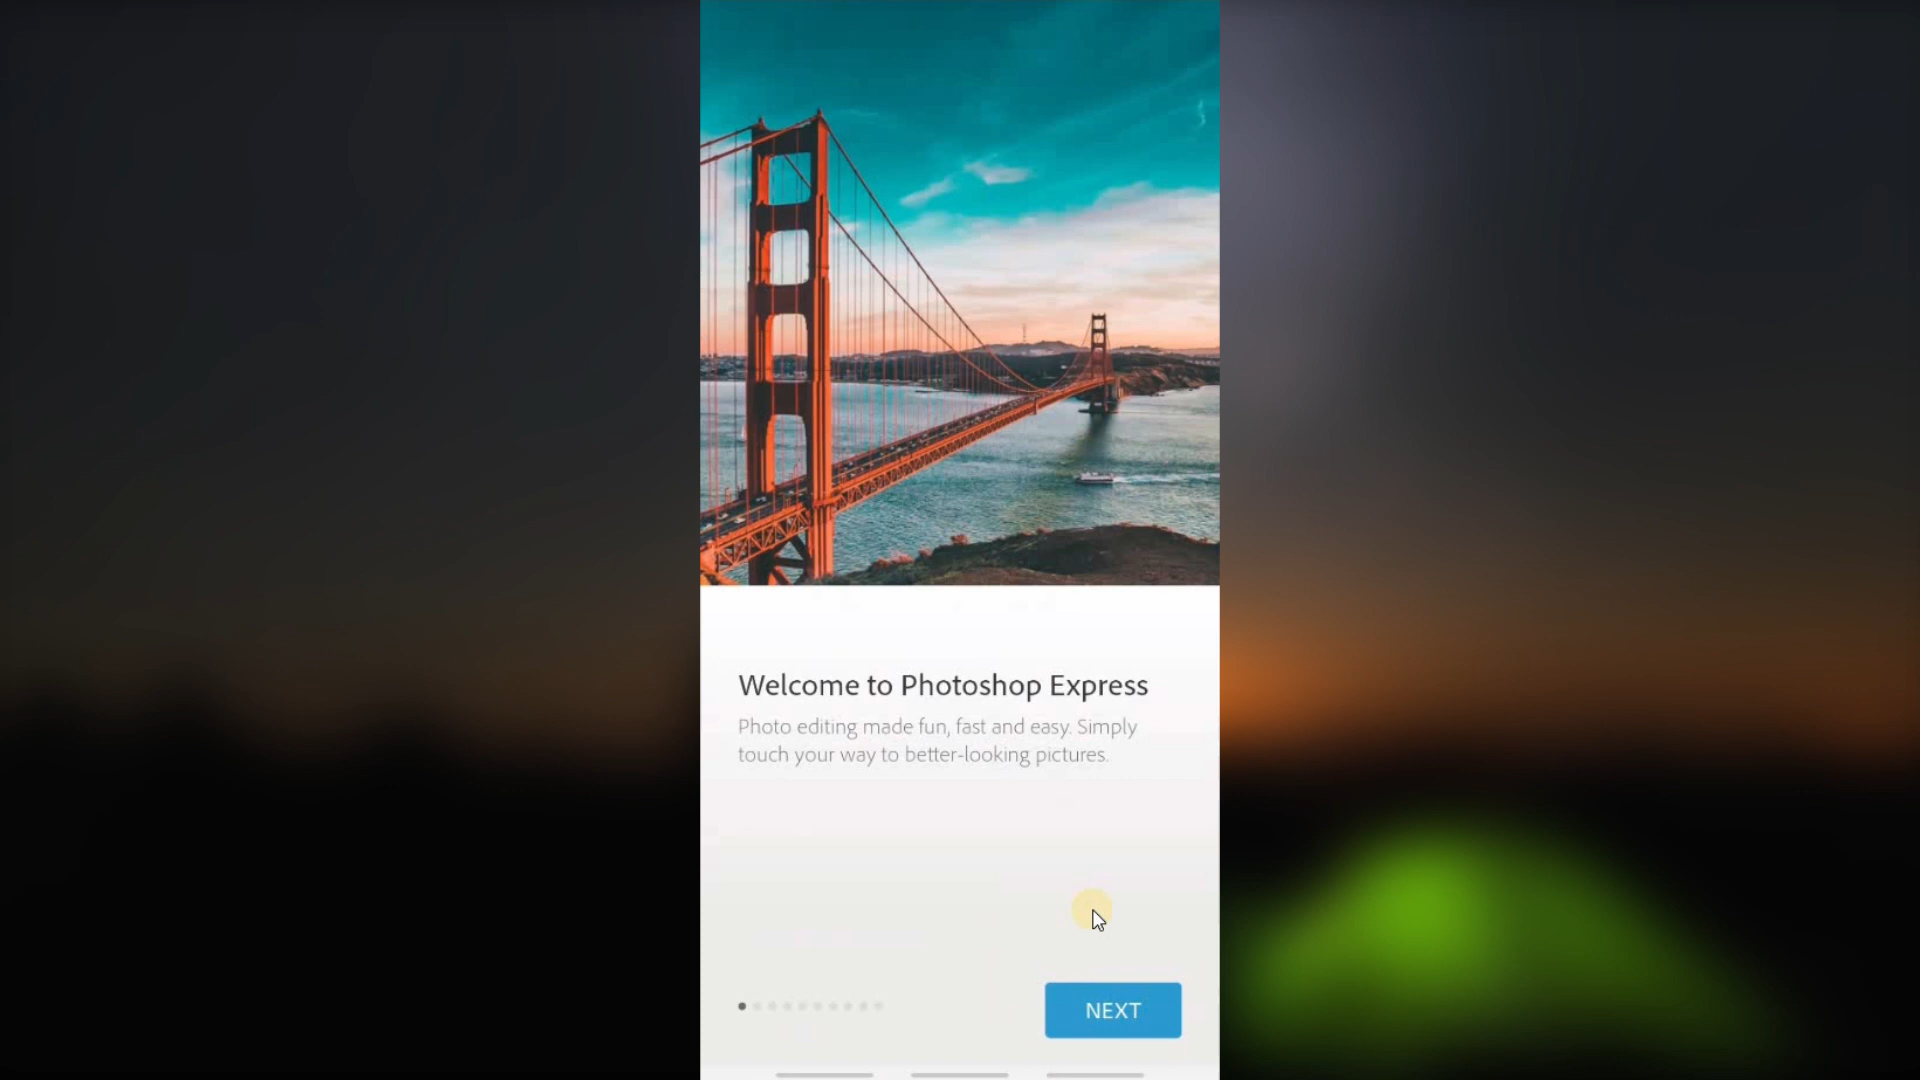 Welcome to Photoshop Express
Photo editing made fun, fast and easy. Simply
touch your way to better-looking pictures.
NEXT